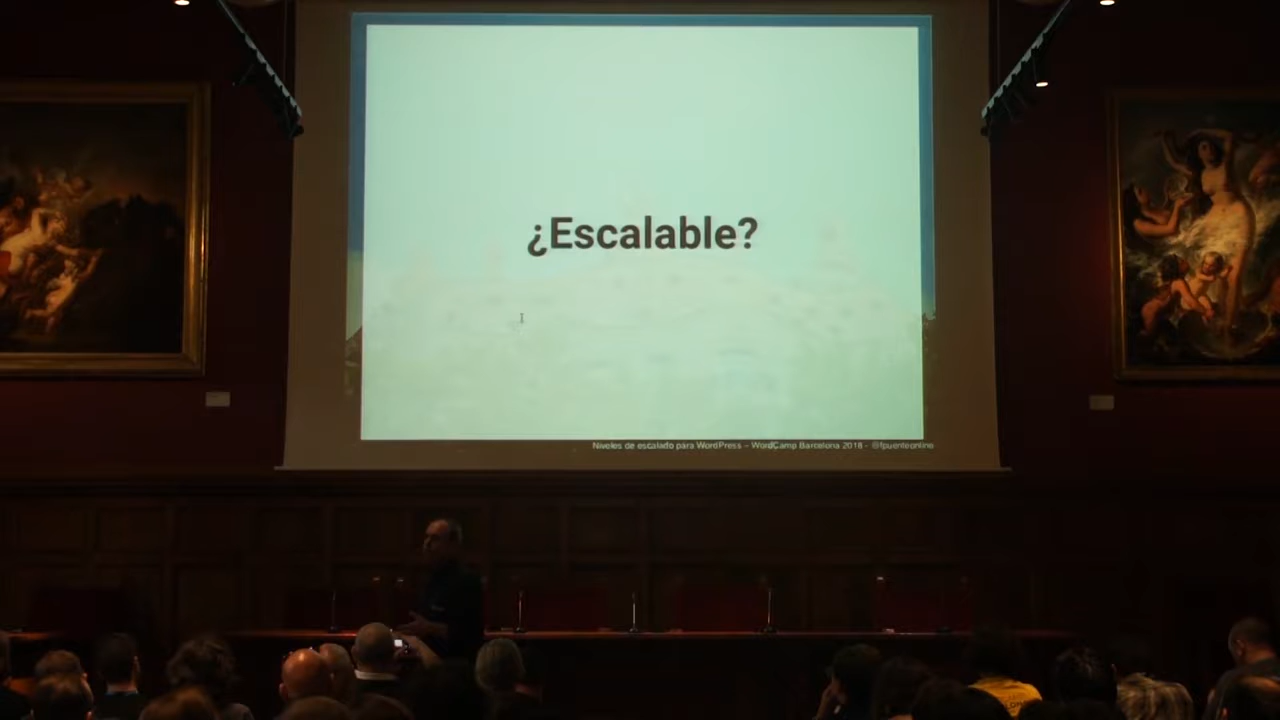 ¿Escalable?
Niveles de escalado para WordPress – WordCamp Barcelona 2018 - @fpuenteonline